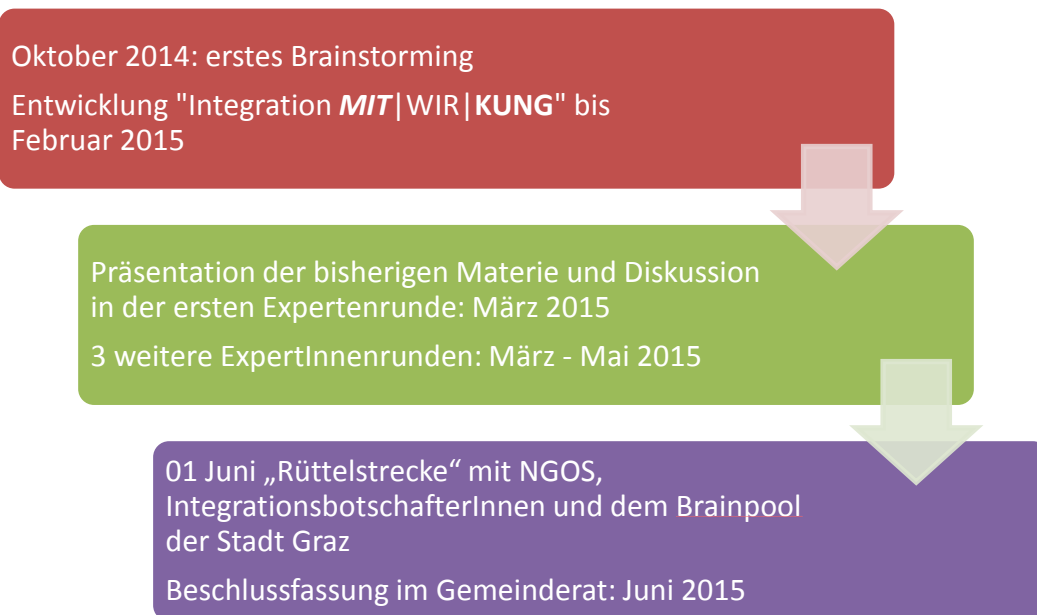 Oktober 2014: erstes Brainstorming
Entwicklung "Integration MIT|WIR|KUNG" bis
Februar 2015
Präsentation der bisherigen Materie und Diskussion
in der ersten Expertenrunde: März 2015
3 weitere ExpertInnenrunden: März - Mai 2015
01 Juni „Rüttelstrecke“ mit NGOS,
IntegrationsbotschafterInnen und dem Brainpool
der Stadt Graz
Beschlussfassung im Gemeinderat: Juni 2015